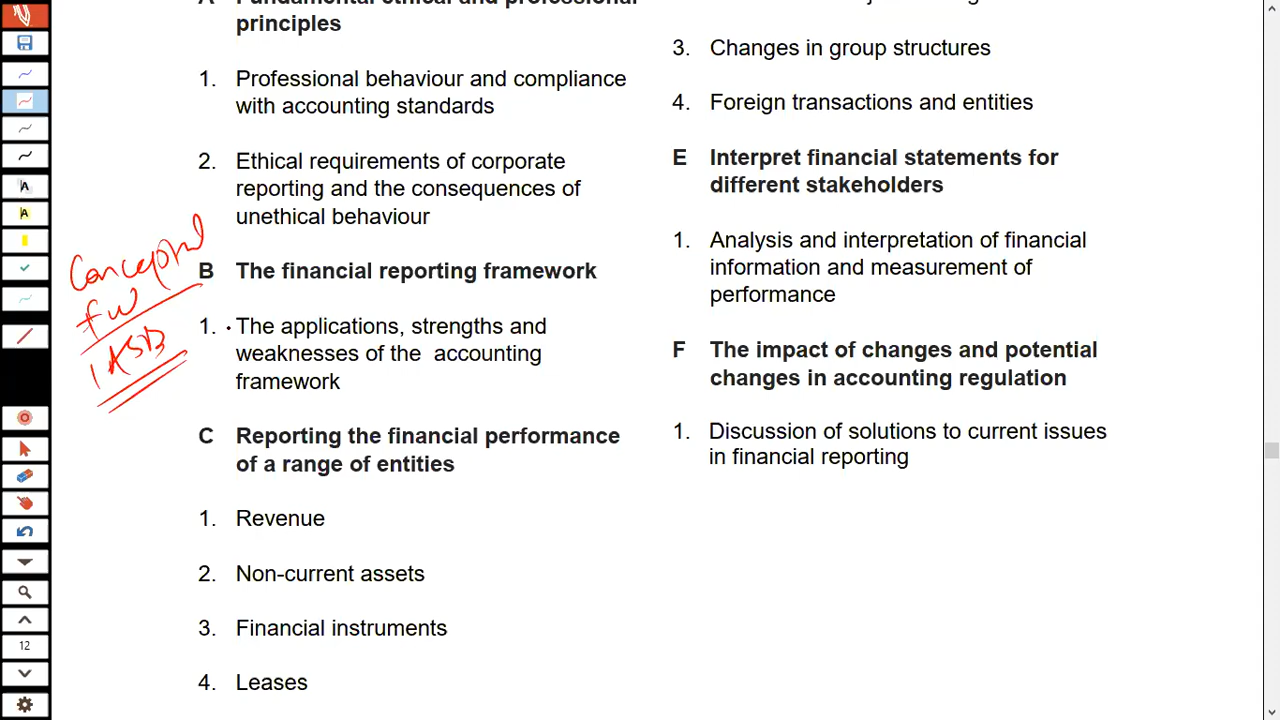 A Fundamental ethical and professional
principles
1. Professional behaviour and compliance
with accounting standards
2. Ethical requirements of corporate
reporting and the consequences of
unethical behaviour
Conceptual
fw
IASB
B The financial reporting framework
1. The applications, strengths and
weaknesses of the accounting
framework
C Reporting the financial performance
of a range of entities
1. Revenue
2. Non-current assets
3. Financial instruments
4. Leases
3. Changes in group structures
4. Foreign transactions and entities
E Interpret financial statements for
different stakeholders
1. Analysis and interpretation of financial
information and measurement of
performance
F The impact of changes and potential
changes in accounting regulation
1. Discussion of solutions to current issues
in financial reporting
A
A
12